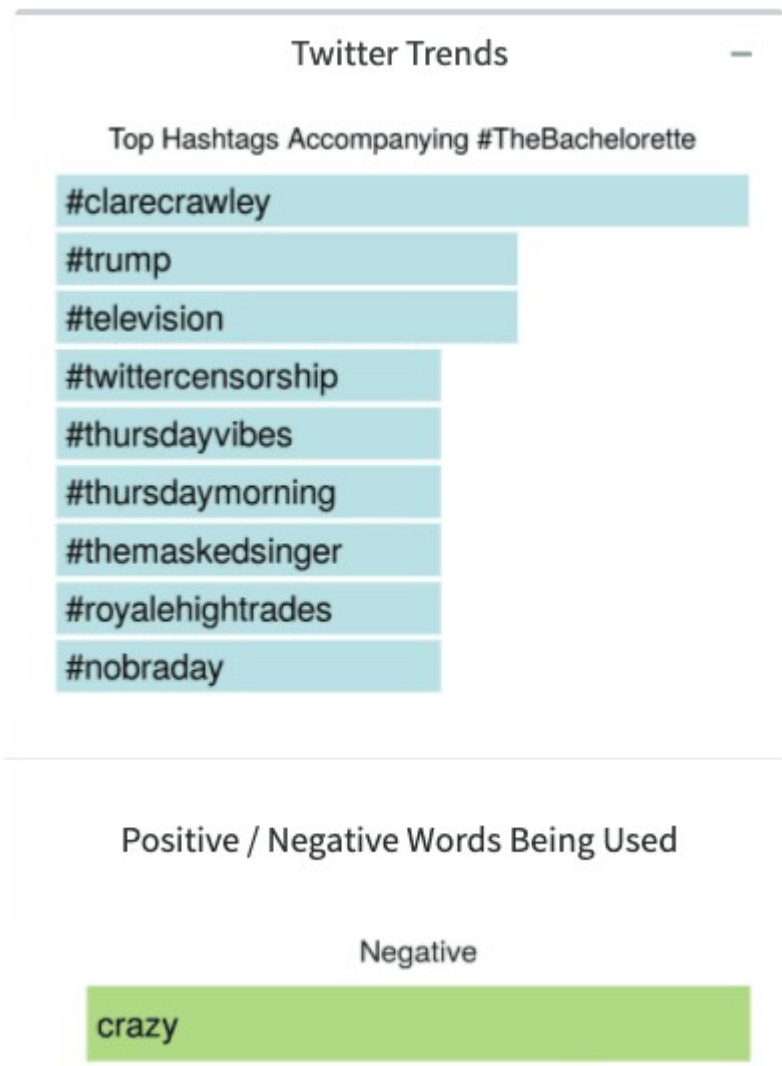 Twitter Trends
Top Hashtags Accompanying #TheBachelorette
#clarecrawley
#trump
#television
#twittercensorship
#thursdayvibes
#thursdaymorning
#themaskedsinger
#royalehightrades
#nobraday
Positive / Negative Words Being Used
Negative
crazy